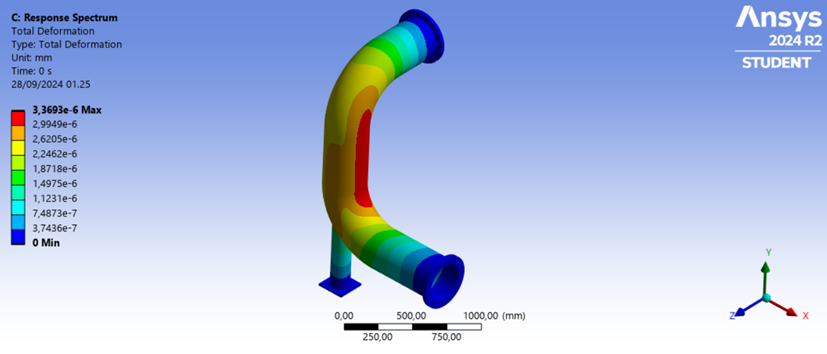 C: Response Spectrum
Total Deformation
Type: Total Deformation
Unit: mm
Time: 0 s
28/09/2024 01.25
3,3693e-6 Max
2,9949e-6
2,6205e-6
2,2462e-6
1,8718e-6
1,4975e-6
1,1231e-6
7,4873e-7
3,7436e-7
0 Min
Ansys
2024 R2
STUDENT
0,00 500,00 1000,00 (mm)
250,00 750,00
Y
Z X